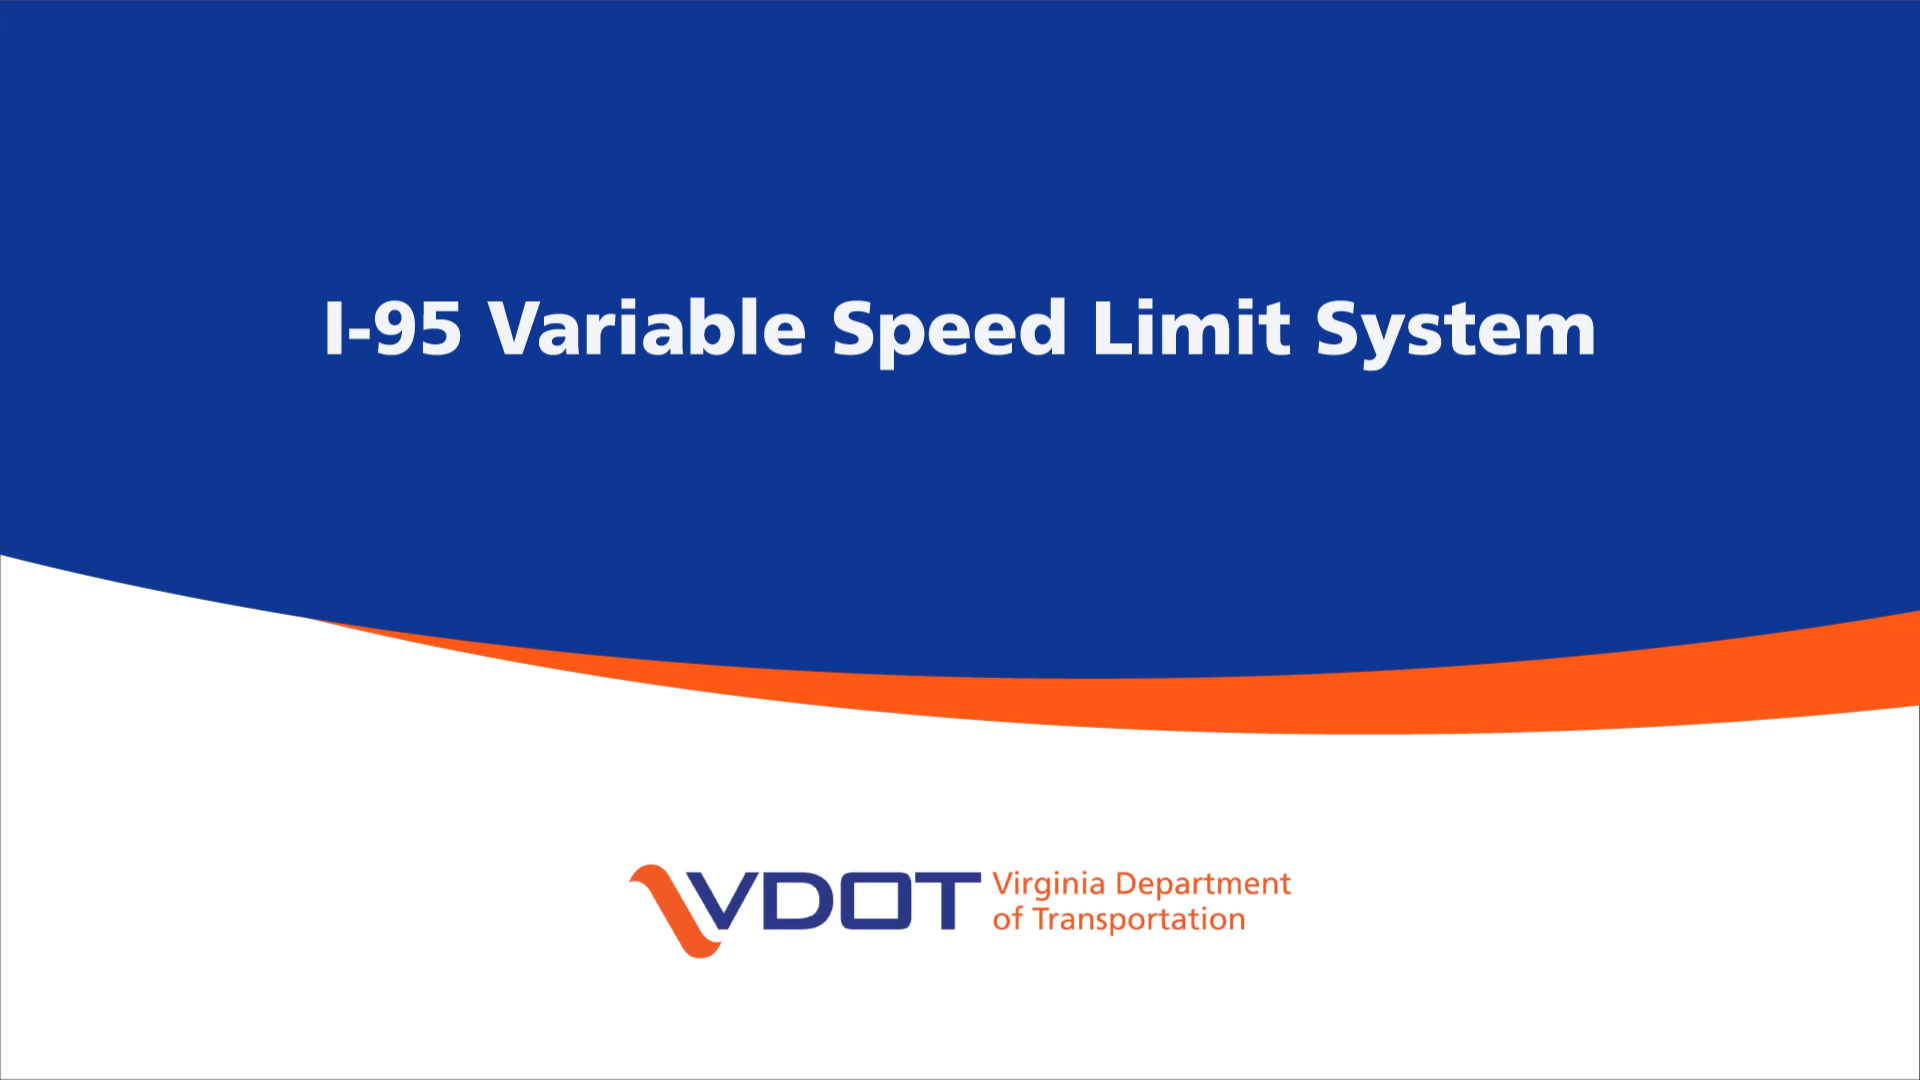 I-95 Variable Speed Limit System
VDOT
Virginia Department
of Transportation